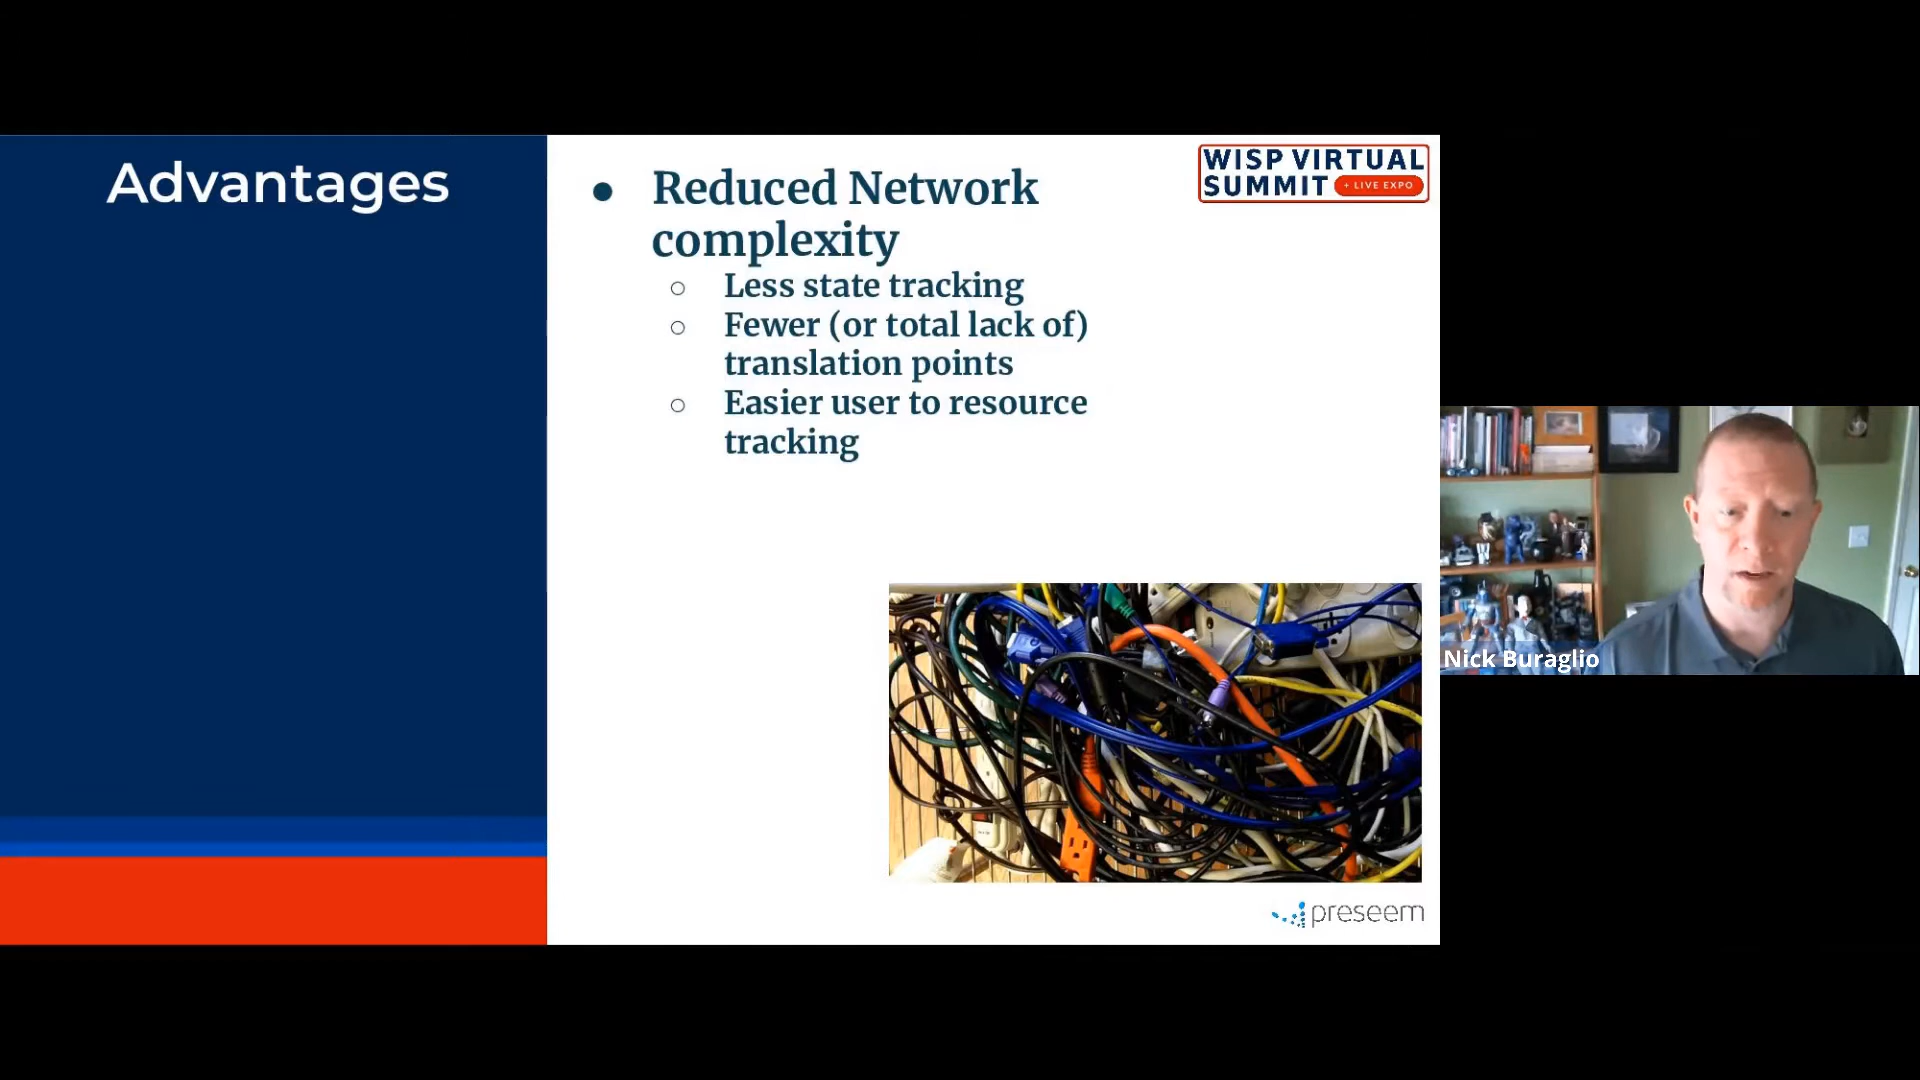 Advantages
● Reduced Network
complexity
○ Less state tracking
○ Fewer (or total lack of)
translation points
○ Easier user to resource
tracking
WISP VIRTUAL
SUMMIT + LIVE EXPO
Nick Buraglio
preseem